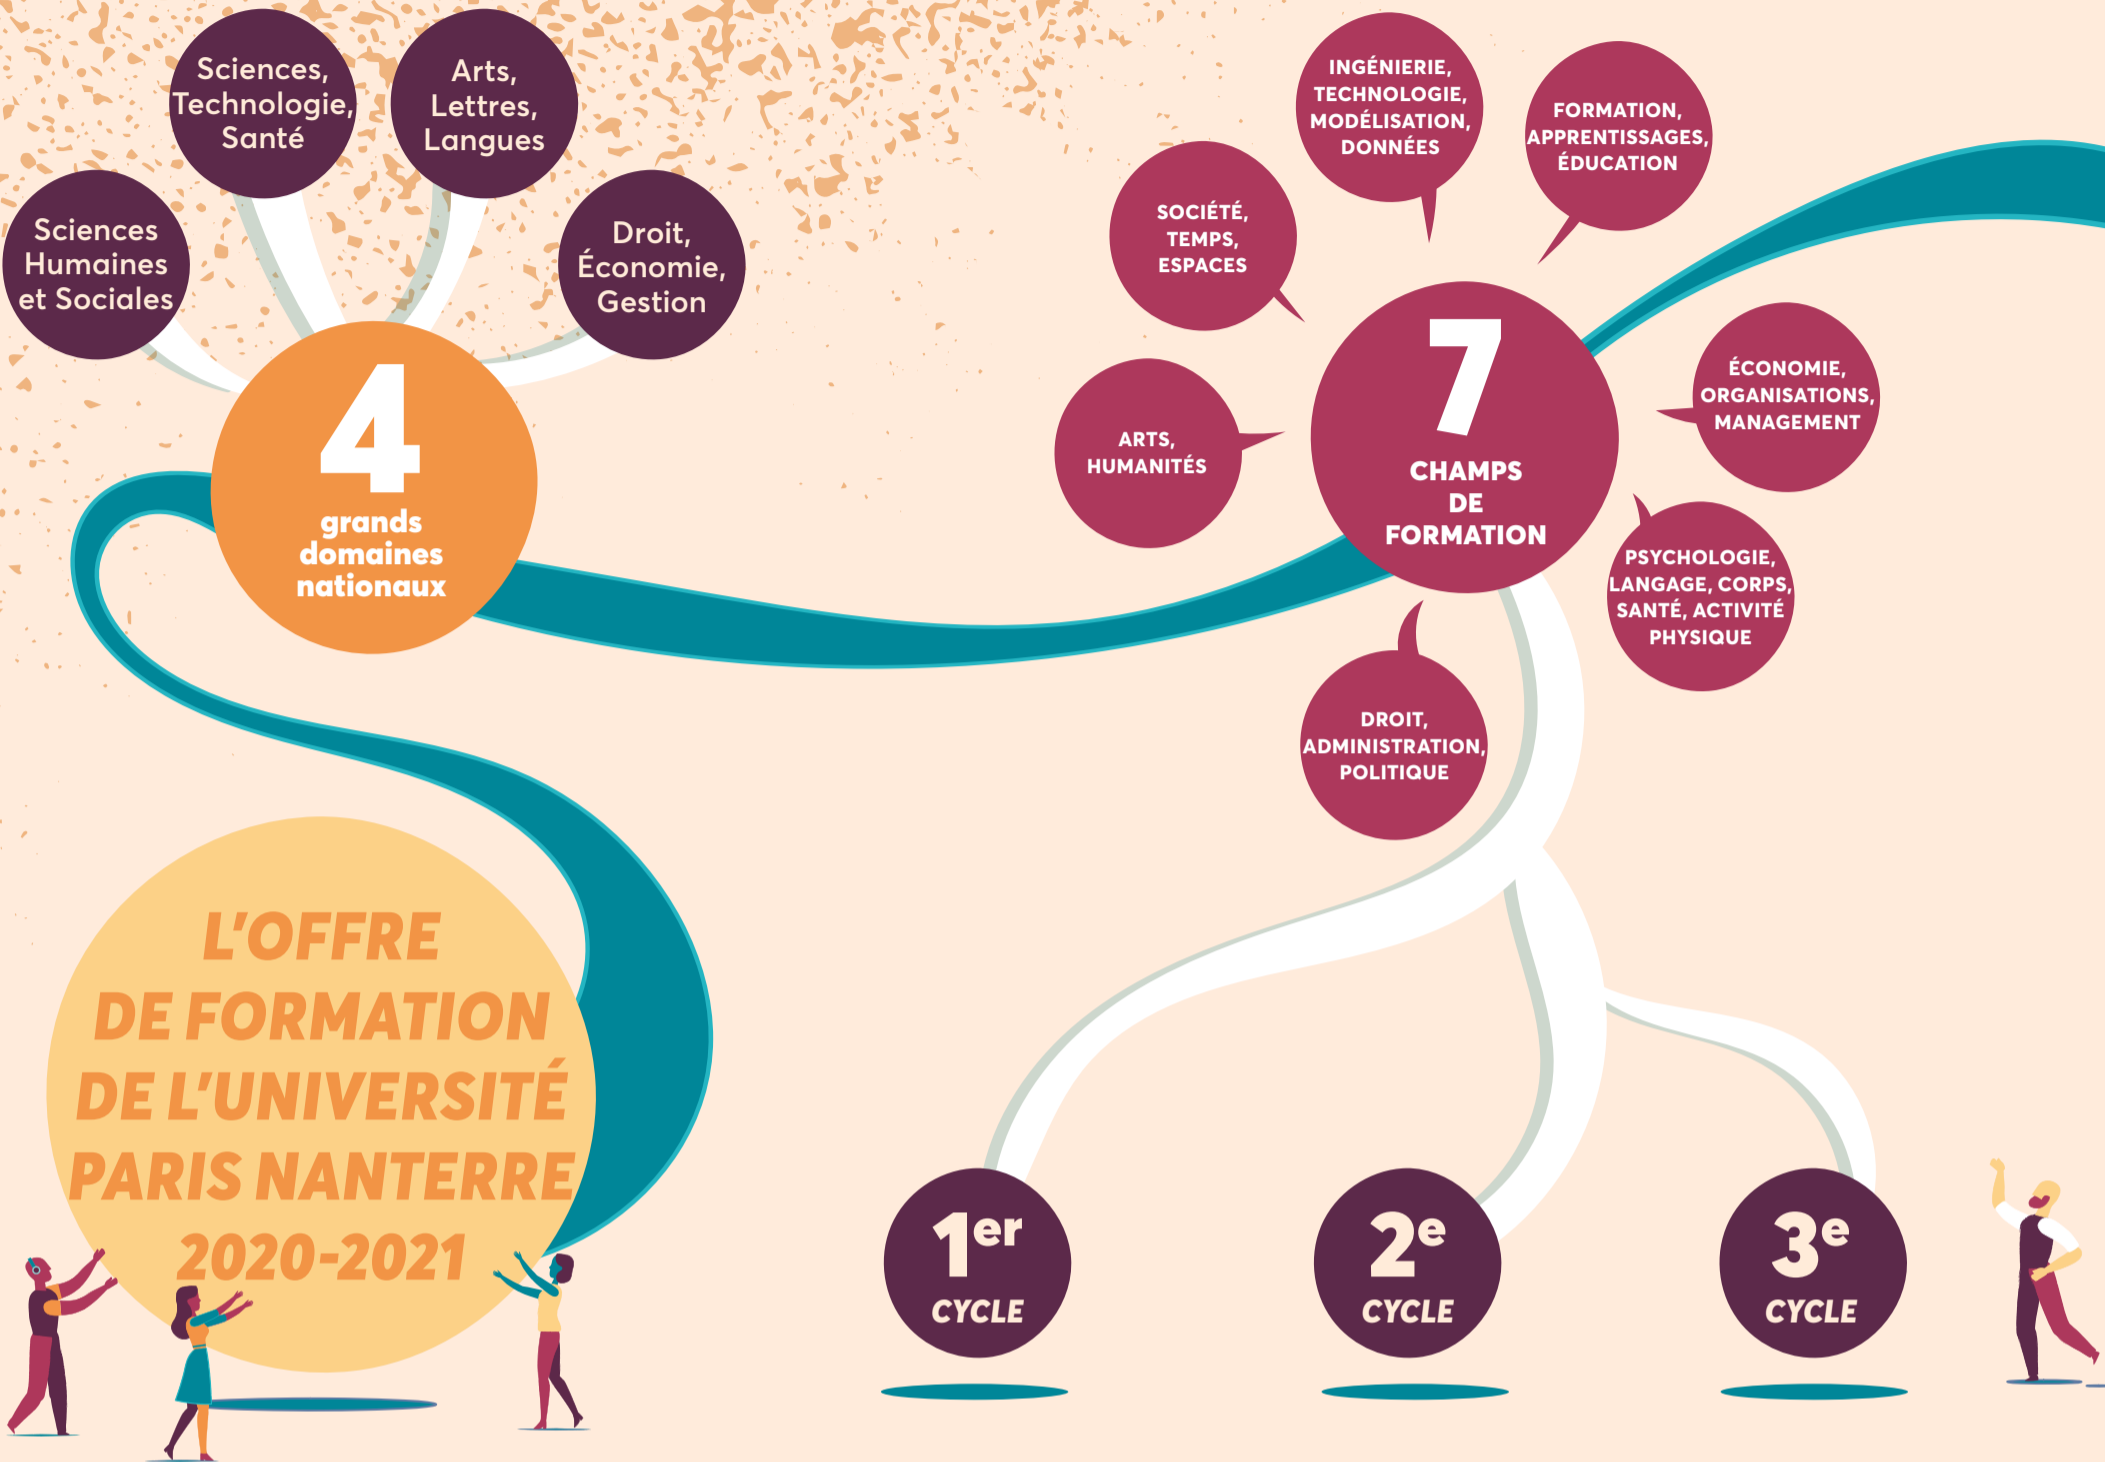 Sciences,
Technologie,
Santé
Arts,
Lettres,
Langues
Sciences
Humaines
et Sociales
Droit,
Économie,
Gestion
4
grands
domaines
nationaux
INGÉNIERIE,
TECHNOLOGIE,
MODÉLISATION,
DONNÉES
FORMATION,
APPRENTISSAGES,
ÉDUCATION
SOCIÉTÉ,
TEMPS,
ESPACES
ÉCONOMIE,
ORGANISATIONS,
MANAGEMENT
ARTS,
HUMANITÉS
7
CHAMPS
DE
FORMATION
PSYCHOLOGIE,
LANGAGE, CORPS,
SANTÉ, ACTIVITÉ
PHYSIQUE
DROIT,
ADMINISTRATION,
POLITIQUE
L'OFFRE
DE FORMATION
DE L'UNIVERSITÉ
PARIS NANTERRE
2020-2021
1er
CYCLE
2e
CYCLE
3e
CYCLE